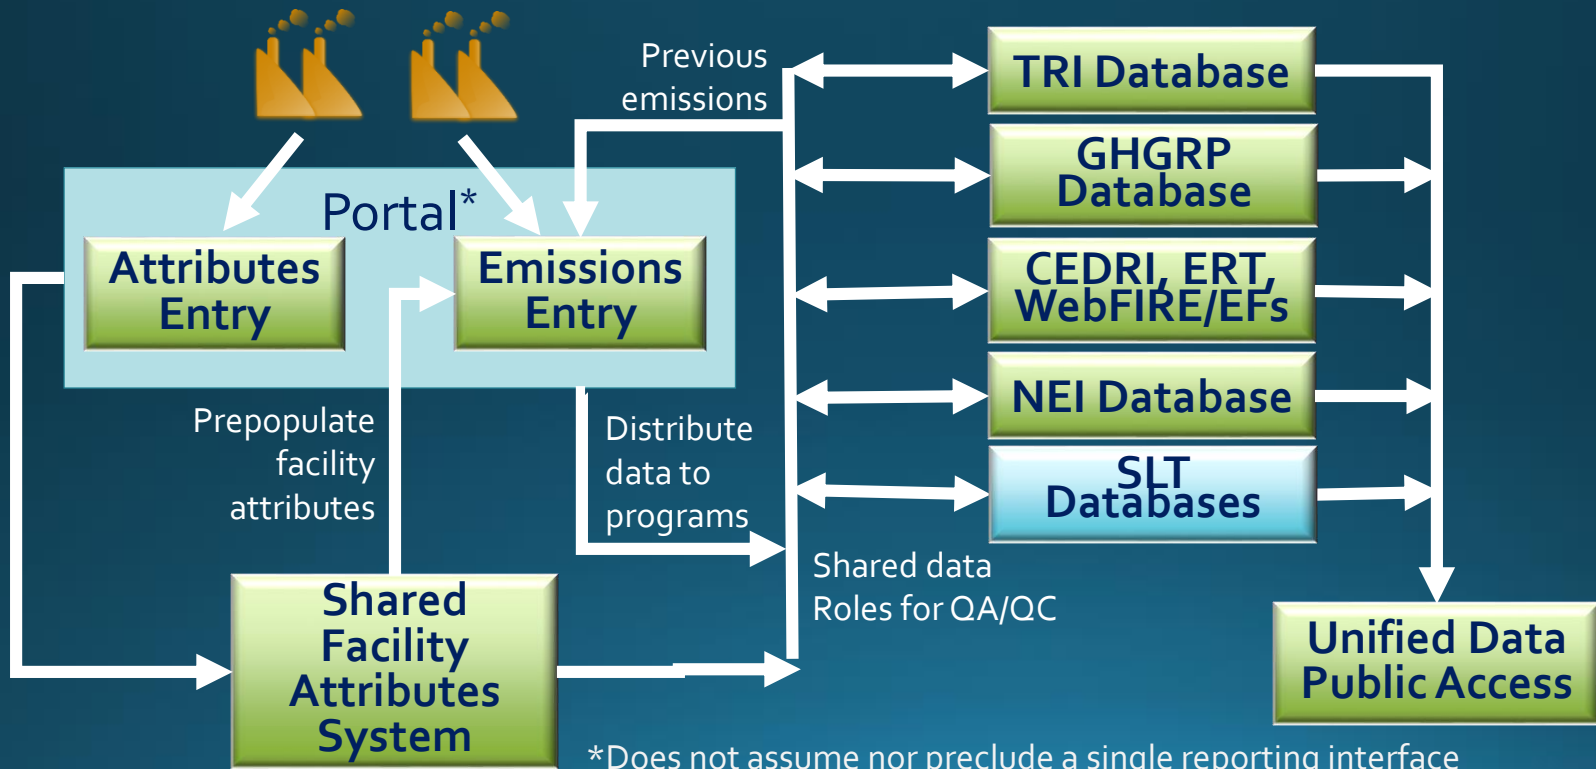 Previous
emissions
TRI Database
GHGRP
Database
Portal*
Attributes
Entry
Emissions
Entry
CEDRI, ERT,
WebFIRE/EFs
NEI Database
Prepopulate
facility
attributes
Distribute
data to
programs
SLT
Databases
Shared data
Roles for QA/QC
Shared
Facility
Attributes
System
Unified Data
Public Access
*Does not assume nor preclude a single reporting interface